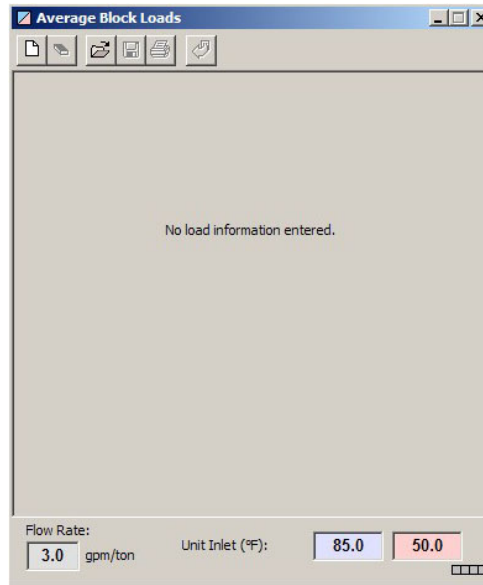 Average Block Loads
No load information entered.
Flow Rate:
3.0 gpm/ton Unit Inlet (°F): 85.0 50.0